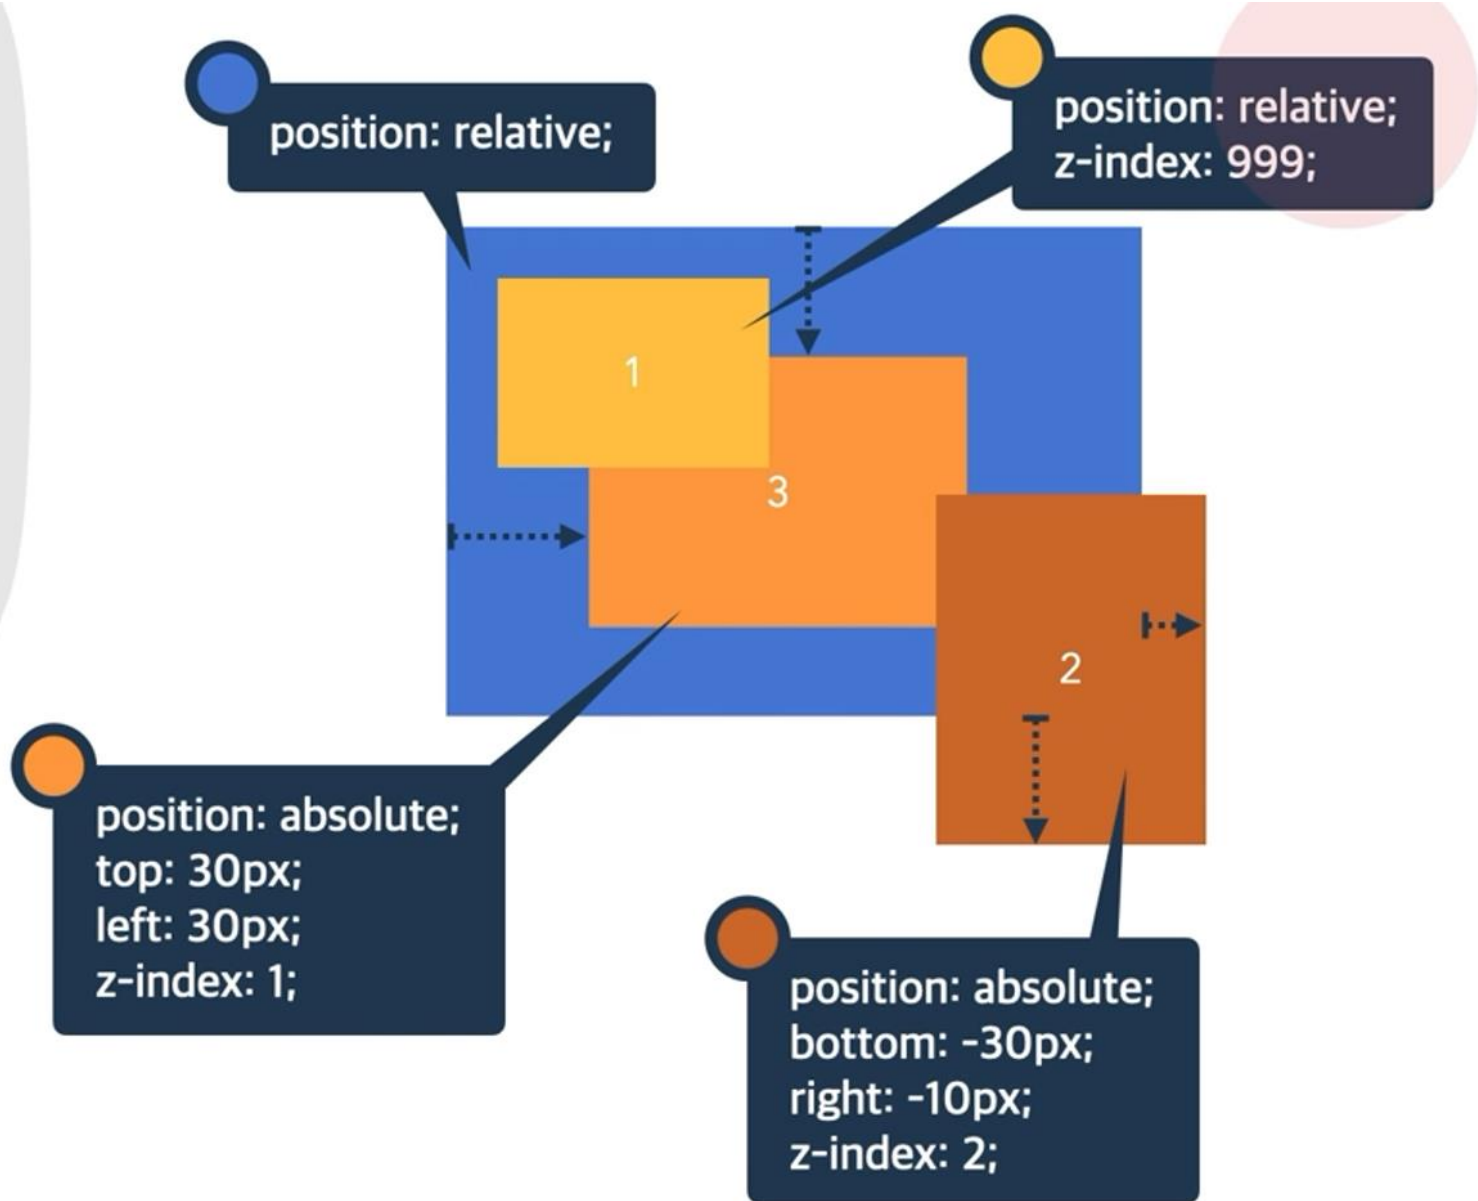 position: relative;
position: relative;
z-index: 999;
1
3
2
position: absolute;
top: 30px;
left: 30px;
z-index: 1;
position: absolute;
bottom: -30px;
right: -10px;
z-index: 2;